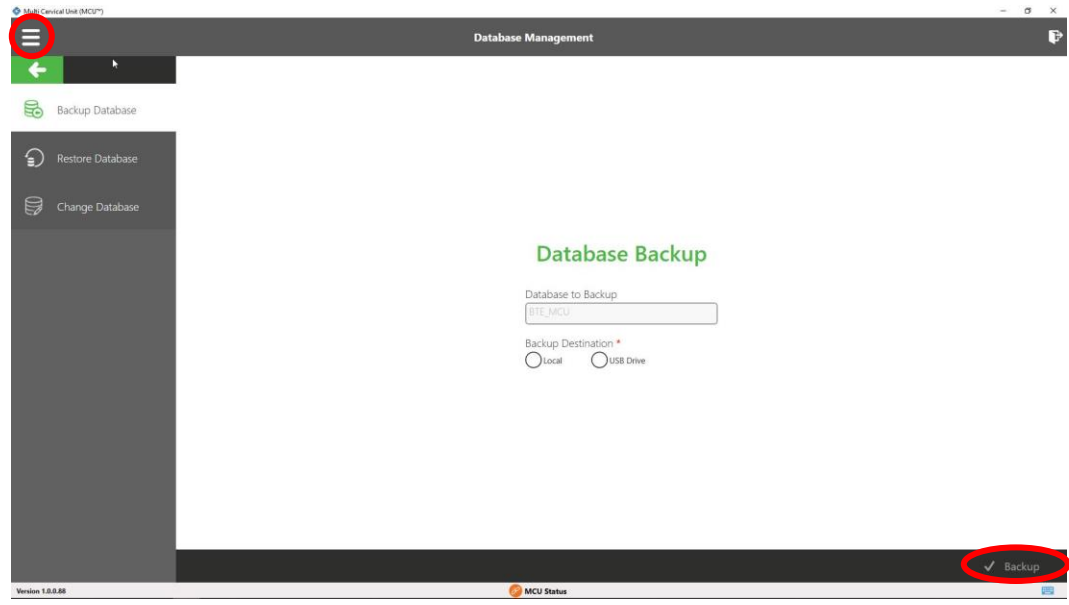 Multi Cervical Unit (MCU™)
Database Management
Backup Database
Restore Database
Change Database
Database Backup
Database to Backup
BTE_MCU
Backup Destination *
Local USB Drive
Backup
Version 1.0.0.88 MCU Status